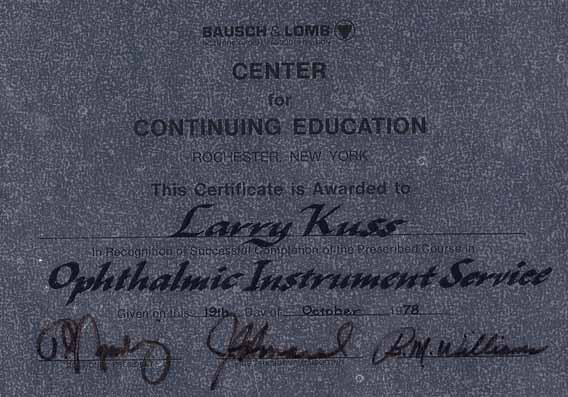 BAUSCH & LOMB
CENTER
for
CONTINUING EDUCATION
ROCHESTER, NEW YORK
This Certificate is Awarded to
Larry Kuss
In Recognition of Successful Completion of the Prescribed Course in
Ophthalmic Instrument Service
Given on this 19th Day of October 1978
B.M. Williams